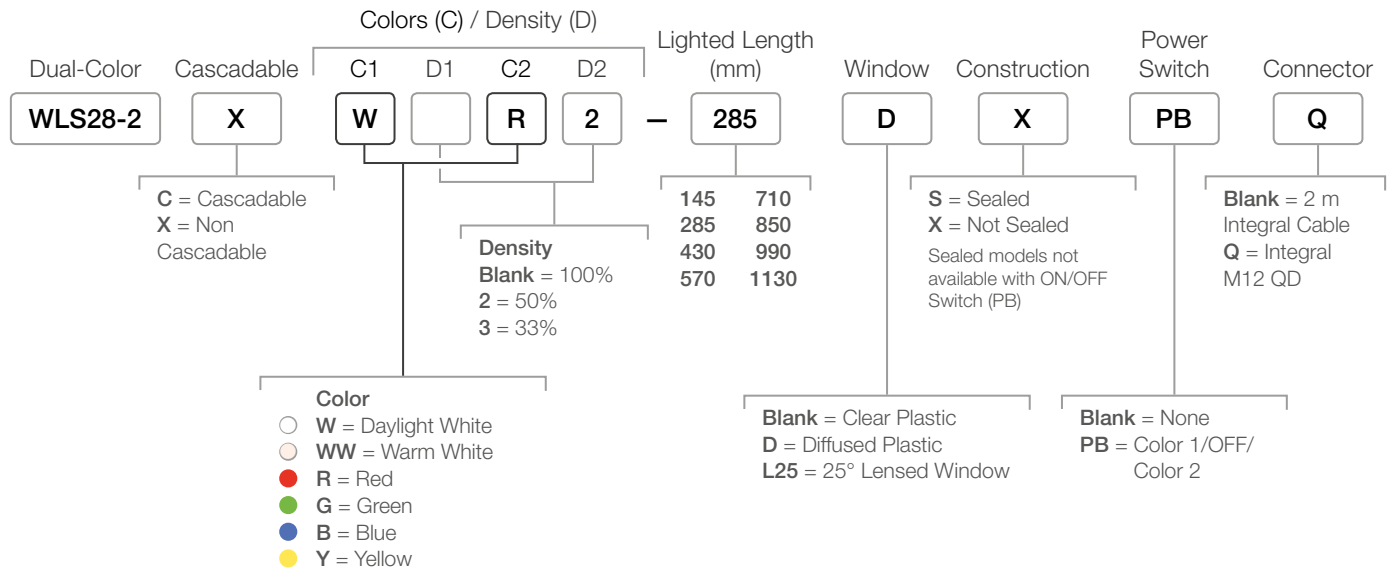 Colors (C) / Density (D)
Dual-Color Cascadable C1 D1 C2 D2 Lighted Length (mm) Window Construction Power Switch Connector
WLS28-2 X W R 2 – 285 D X PB Q
C = Cascadable
X = Non
Cascadable
Density
Blank = 100%
2 = 50%
3 = 33%
145 710
285 850
430 990
570 1130
S = Sealed
X = Not Sealed
Sealed models not
available with ON/OFF
Switch (PB)
Blank = 2 m
Integral Cable
Q = Integral
M12 QD
Color
W = Daylight White
WW = Warm White
R = Red
G = Green
B = Blue
Y = Yellow
Blank = Clear Plastic
D = Diffused Plastic
L25 = 25° Lensed Window
Blank = None
PB = Color 1/OFF/
Color 2